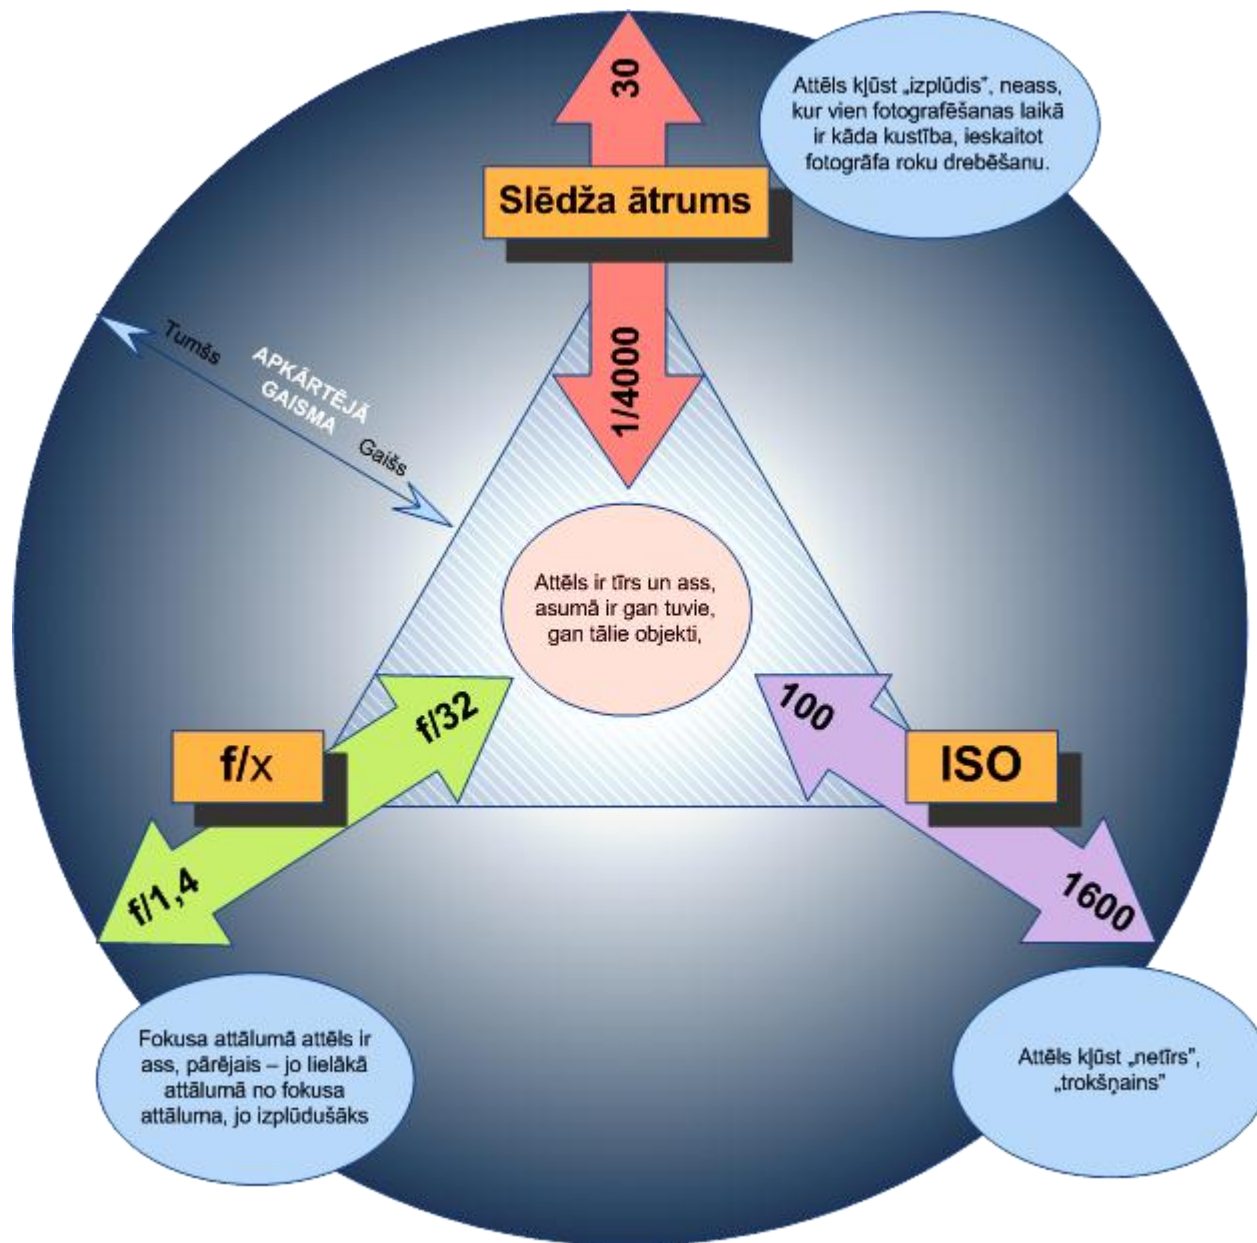 30
Attēls kļūst „izplūdis”, neass,
kur vien fotografēšanas laikā
ir kāda kustība, ieskaitot
fotogrāfa roku drebēšanu.
Slēdža ātrums
1/4000
Tumšs
APKĀRTĒJĀ
GAISMA
Gaišs
Attēls ir tīrs un ass,
asumā ir gan tuvie,
gan tālie objekti,
f/32
f/x
f/1,4
100
ISO
1600
Fokusa attālumā attēls ir
ass, pārējais – jo lielākā
attālumā no fokusa
attāluma, jo izplūdušāks
Attēls kļūst „netīrs”,
„trokšņains”